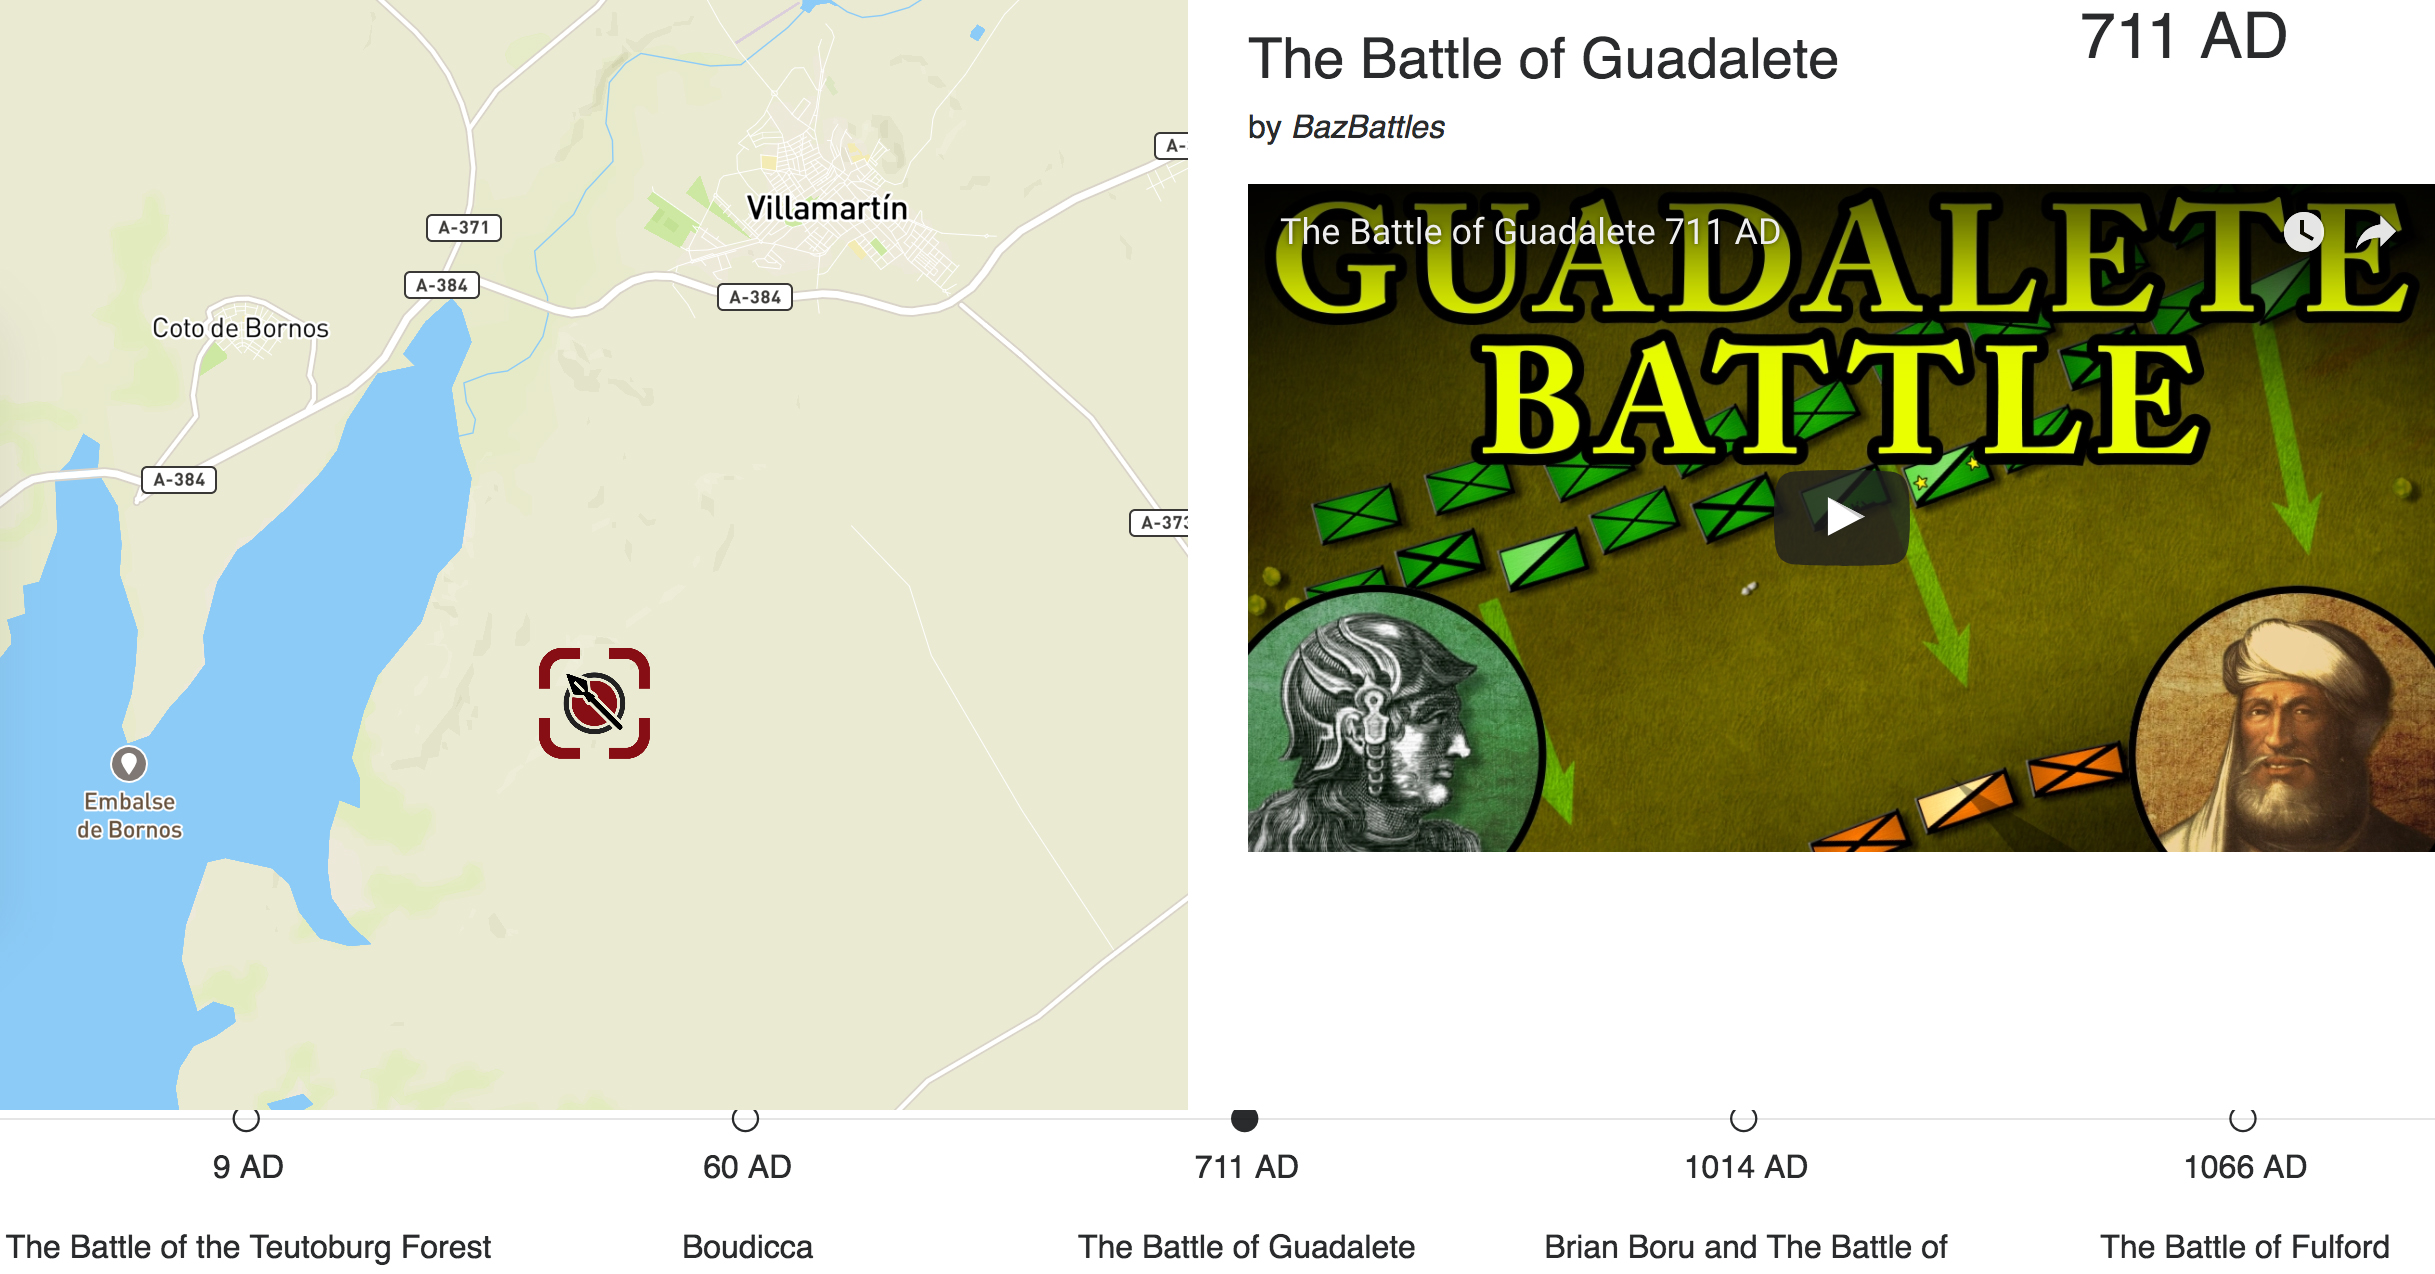 Villamartín
A-371
A-384
A-384
A-384
A-
A-373
Coto de Bornos
Embalse
de Bornos
The Battle of Guadalete
711 AD
by BazBattles
The Battle of Guadalete 711 AD
GUADALETE
BATTLE
9 AD
60 AD
711 AD
1014 AD
1066 AD
The Battle of the Teutoburg Forest
Boudicca
The Battle of Guadalete
Brian Boru and The Battle of
The Battle of Fulford